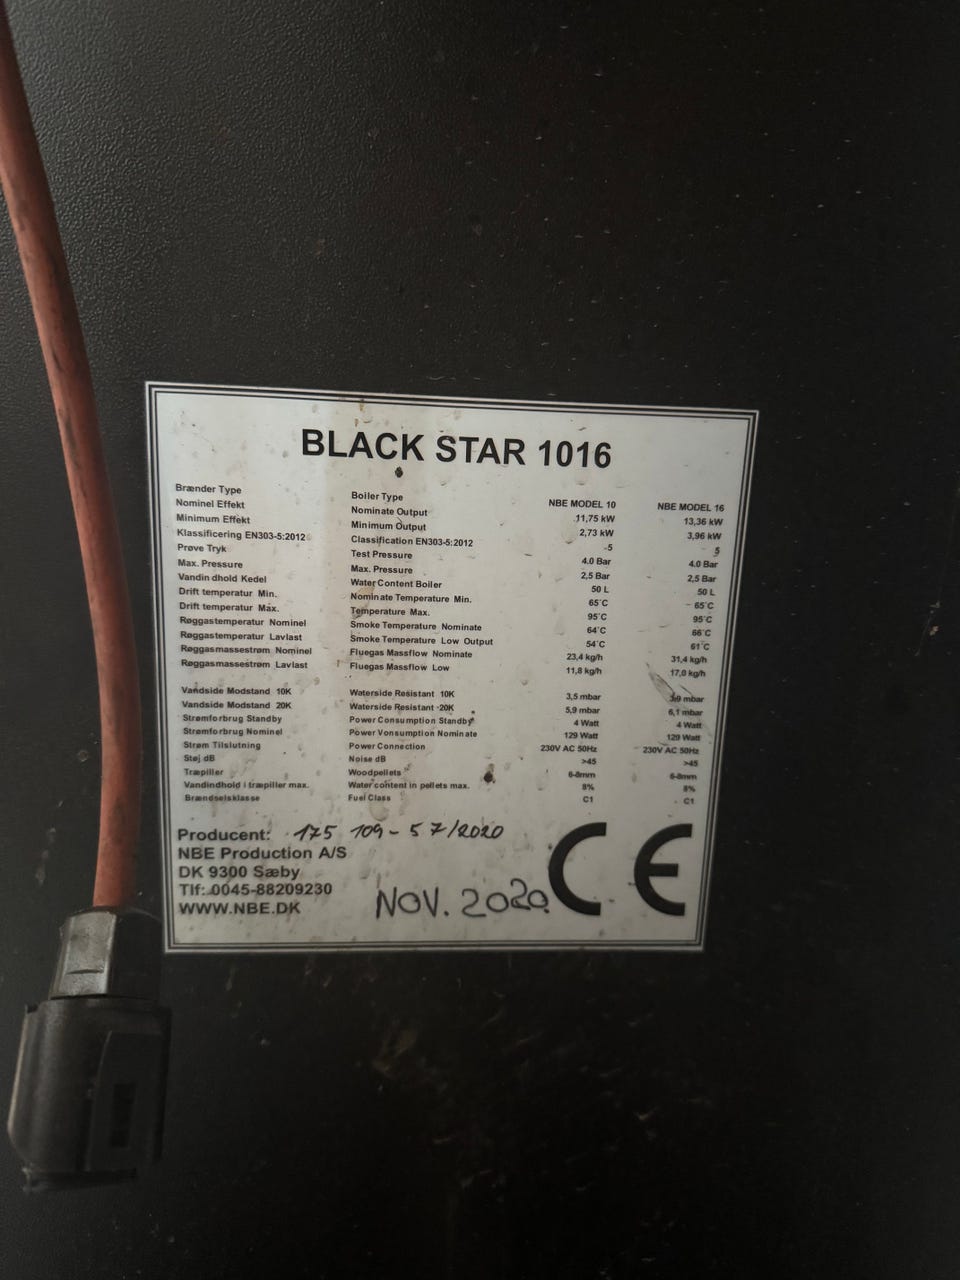 BLACK STAR 1016
Brænder Type Boiler Type NBE MODEL 10 NBE MODEL 16
Nominel Effekt Nominate Output 11,75 kW 13,36 kW
Minimum Effekt Minimum Output 2,73 kW 3,96 kW
Klassificering EN303-5:2012 Classification EN303-5:2012 5 5
Prøve Tryk Test Pressure 4.0 Bar 4.0 Bar
Max. Pressure Max. Pressure 2,5 Bar 2,5 Bar
Vandin dhold Kedel Water Content Boiler 50 L 50 L
Drift temperatur Min. Nominate Temperature Min. 65°C 65°C
Drift temperatur Max. Temperature Max. 95°C 95°C
Røggastemperatur Nominel Smoke Temperature Nominate 64°C 66°C
Røggastemperatur Lavlast Smoke Temperature Low Output 54°C 61°C
Røggasmassestrøm Nominel Fluegas Massflow Nominate 23,4 kg/h 31,4 kg/h
Røggasmassestrøm Lavlast Fluegas Massflow Low 11,8 kg/h 17,0 kg/h
Vandside Modstand 10K Waterside Resistant 10K 3,5 mbar 3,9 mbar
Vandside Modstand 20K Waterside Resistant 20K 5,9 mbar 6,1 mbar
Strømforbrug Standby Power Consumption Standby 4 Watt 4 Watt
Strømforbrug Nominel Power Vonsumption Nominate 129 Watt 129 Watt
Strøm Tilslutning Power Connection 230V AC 50Hz 230V AC 50Hz
Støj dB Noise dB >45 >45
Træpiller Woodpellets 6-8mm 6-8mm
Vandindhold i træpiller max. Water content in pellets max. 8% 8%
Brændselsklasse Fuel Class C1 C1
Producent: 175 109-57/2020
NBE Production A/S
DK 9300 Sæby
Tlf: 0045-88209230
WWW.NBE.DK
NOV. 2020
CE